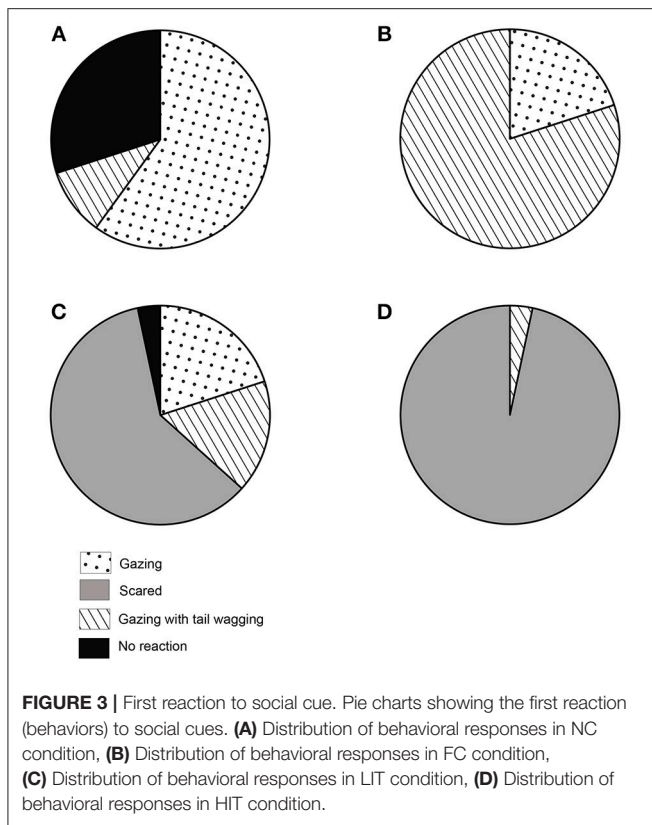 A
B
C
D
Gazing
Scared
Gazing with tail wagging
No reaction
FIGURE 3 | First reaction to social cue. Pie charts showing the first reaction
(behaviors) to social cues. (A) Distribution of behavioral responses in NC
condition, (B) Distribution of behavioral responses in FC condition,
(C) Distribution of behavioral responses in LIT condition, (D) Distribution of
behavioral responses in HIT condition.